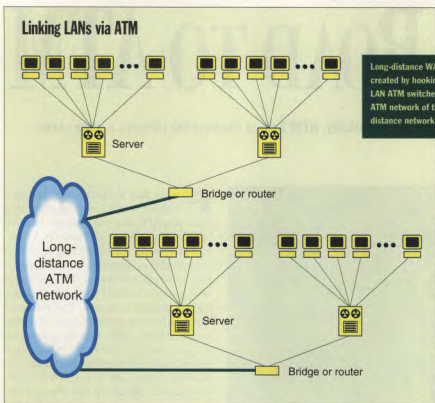 Linking LANs via ATM
Long-distance WA
created by hookin
LAN ATM switche
ATM network of t
distance network
Server
Bridge or router
Long-
distance
ATM
network
Server
Bridge or router